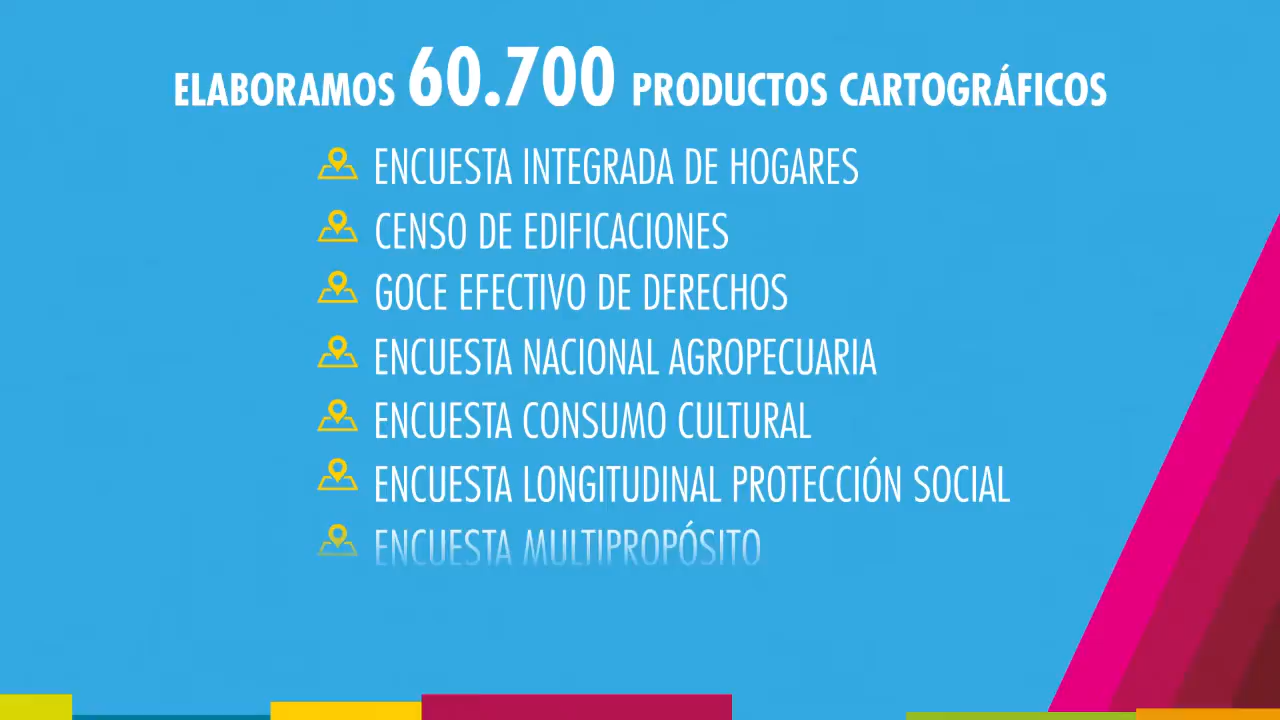 ELABORAMOS 60.700 PRODUCTOS CARTOGRÁFICOS
ENCUESTA INTEGRADA DE HOGARES
CENSO DE EDIFICACIONES
GOCE EFECTIVO DE DERECHOS
ENCUESTA NACIONAL AGROPECUARIA
ENCUESTA CONSUMO CULTURAL
ENCUESTA LONGITUDINAL PROTECCIÓN SOCIAL
ENCUESTA MULTIPROPÓSITO